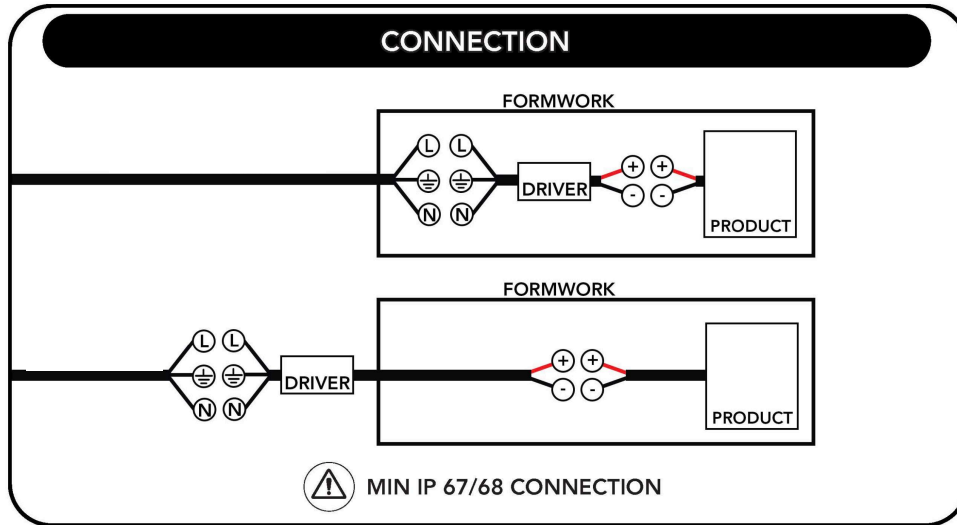 CONNECTION
FORMWORK
L L
+ +
DRIVER
- -
N N
PRODUCT
FORMWORK
L L
+ +
DRIVER
- -
N N
PRODUCT
MIN IP 67/68 CONNECTION